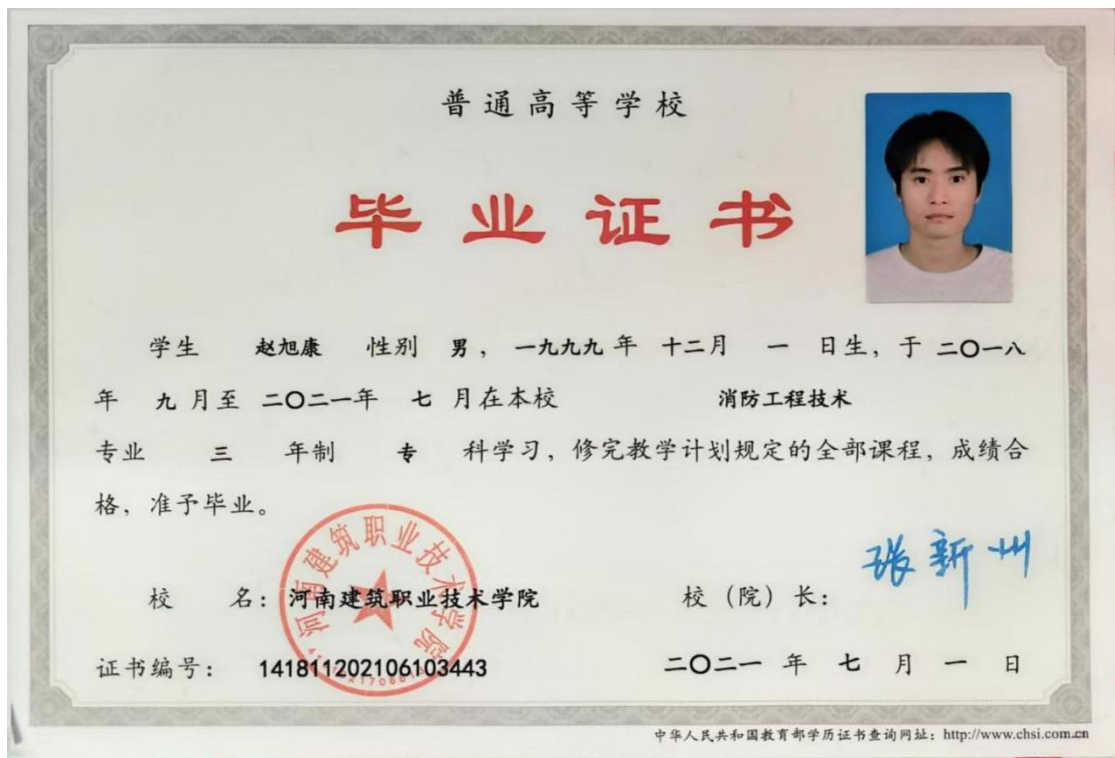 普通高等学校
毕业证书
学生 赵旭康 性别 男，一九九九年 十二月 一 日生，于二〇一八
年 九 月至 二〇二一年 七 月在本校 消防工程技术
专业 三 年制 专 科学习，修完教学计划规定的全部课程，成绩合
格，准予毕业。
河南建筑职业技术学院
校 名：河南建筑职业技术学院 校（院）长：张新州
证书编号：141811202106103443 二〇二一 年 七 月 一 日
中华人民共和国教育部学历证书查询网址：http://www.chsi.com.cn